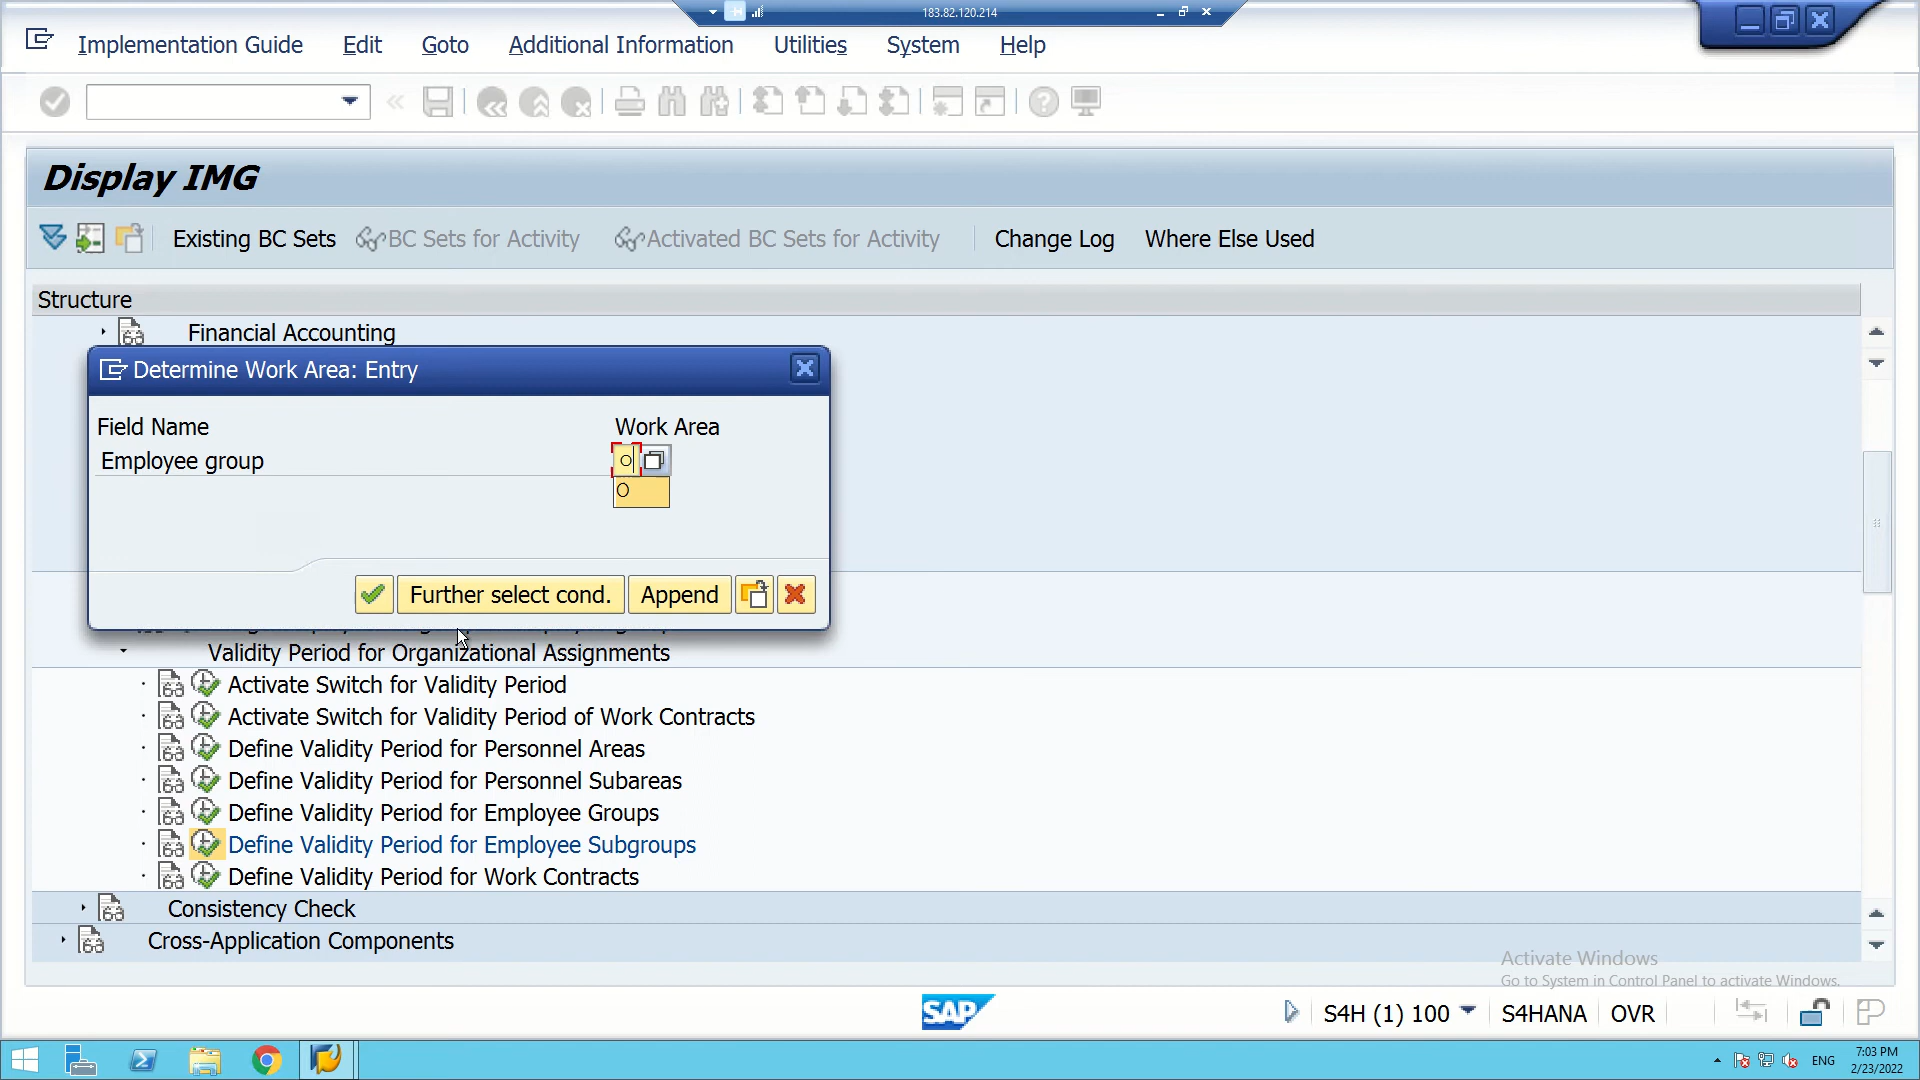 183.82.120.214
Implementation Guide Edit Goto Additional Information Utilities System Help
Display IMG
Existing BC Sets BC Sets for Activity Activated BC Sets for Activity Change Log Where Else Used
Structure
Financial Accounting
Determine Work Area: Entry
Field Name Work Area
Employee group o
O
Further select cond. Append
Validity Period for Organizational Assignments
Activate Switch for Validity Period
Activate Switch for Validity Period of Work Contracts
Define Validity Period for Personnel Areas
Define Validity Period for Personnel Subareas
Define Validity Period for Employee Groups
Define Validity Period for Employee Subgroups
Define Validity Period for Work Contracts
Consistency Check
Cross-Application Components
Activate Windows
Go to System in Control Panel to activate Windows.
SAP S4H (1) 100 S4HANA OVR
ENG 7:03 PM
2/23/2022